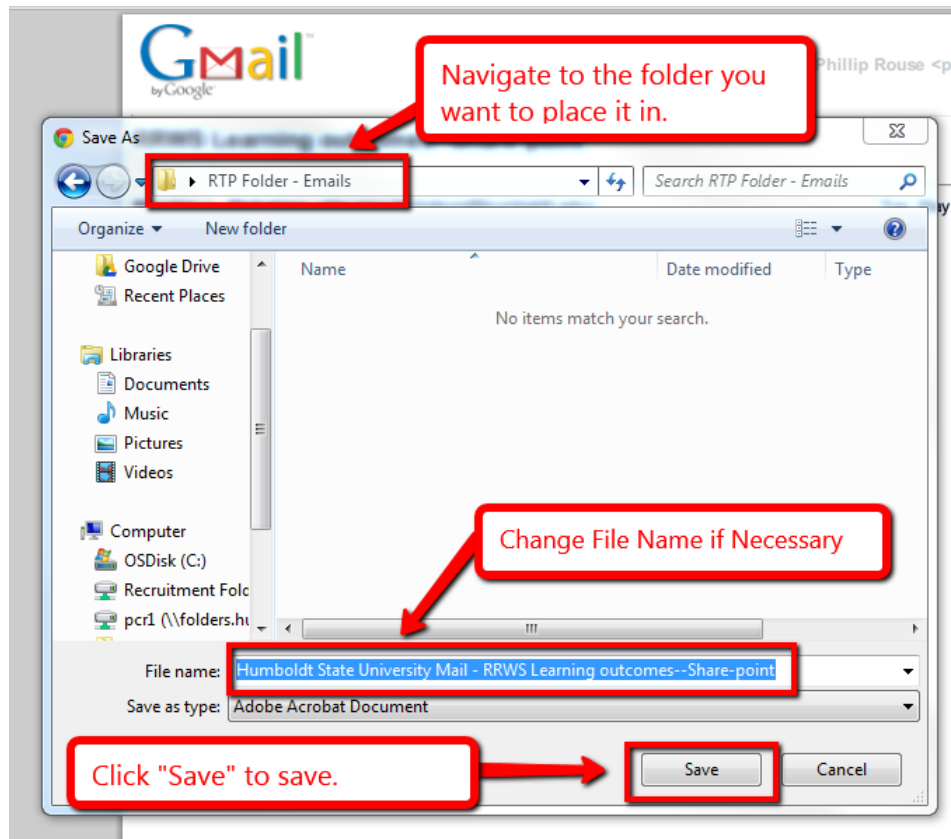 Gmail™
by Google
Navigate to the folder you
want to place it in.
Phillip Rouse <p
Save As
RTP Folder - Emails
Search RTP Folder - Emails
Organize
New folder
Google Drive
Recent Places
Libraries
Documents
Music
Pictures
Videos
Computer
OSDisk (C:)
Recruitment Folc
pcr1 (\\folders.hu
Name
Date modified
Type
No items match your search.
Change File Name if Necessary
File name:
Humboldt State University Mail - RRWS Learning outcomes--Share-point
Save as type:
Adobe Acrobat Document
Click "Save" to save.
Save
Cancel